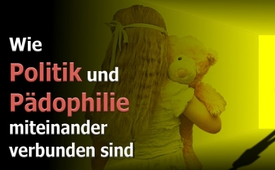 Wie
Politik und
Pädophilie
miteinander
verbunden sind